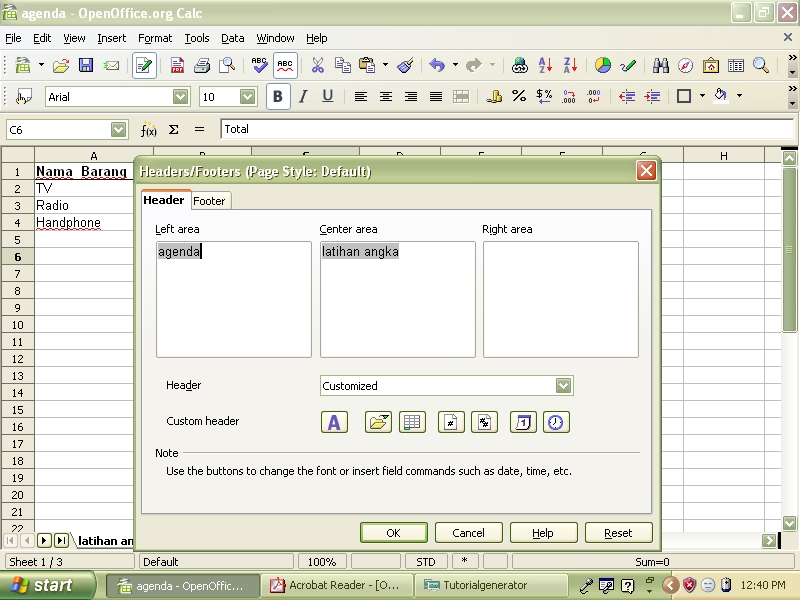 agenda - OpenOffice.org Calc
File Edit View Insert Format Tools Data Window Help
ABC ABC
Arial 10 B I U
C6 f(x) Σ = Total
A H
1 Nama Barang
2 TV
3 Radio
4 Handphone
5
6
7
8
9
10
11
12
13
14
15
16
17
18
19
20
21
22
Headers/Footers (Page Style: Default)
Header Footer
Left area Center area Right area
agenda latihan angka
Header Customized
Custom header
Note
Use the buttons to change the font or insert field commands such as date, time, etc.
OK Cancel Help Reset
latihan an
Sheet 1 / 3 Default 100% STD * Sum=0
start agenda - OpenOffic... Acrobat Reader - [O... Tutorialgenerator 12:40 PM